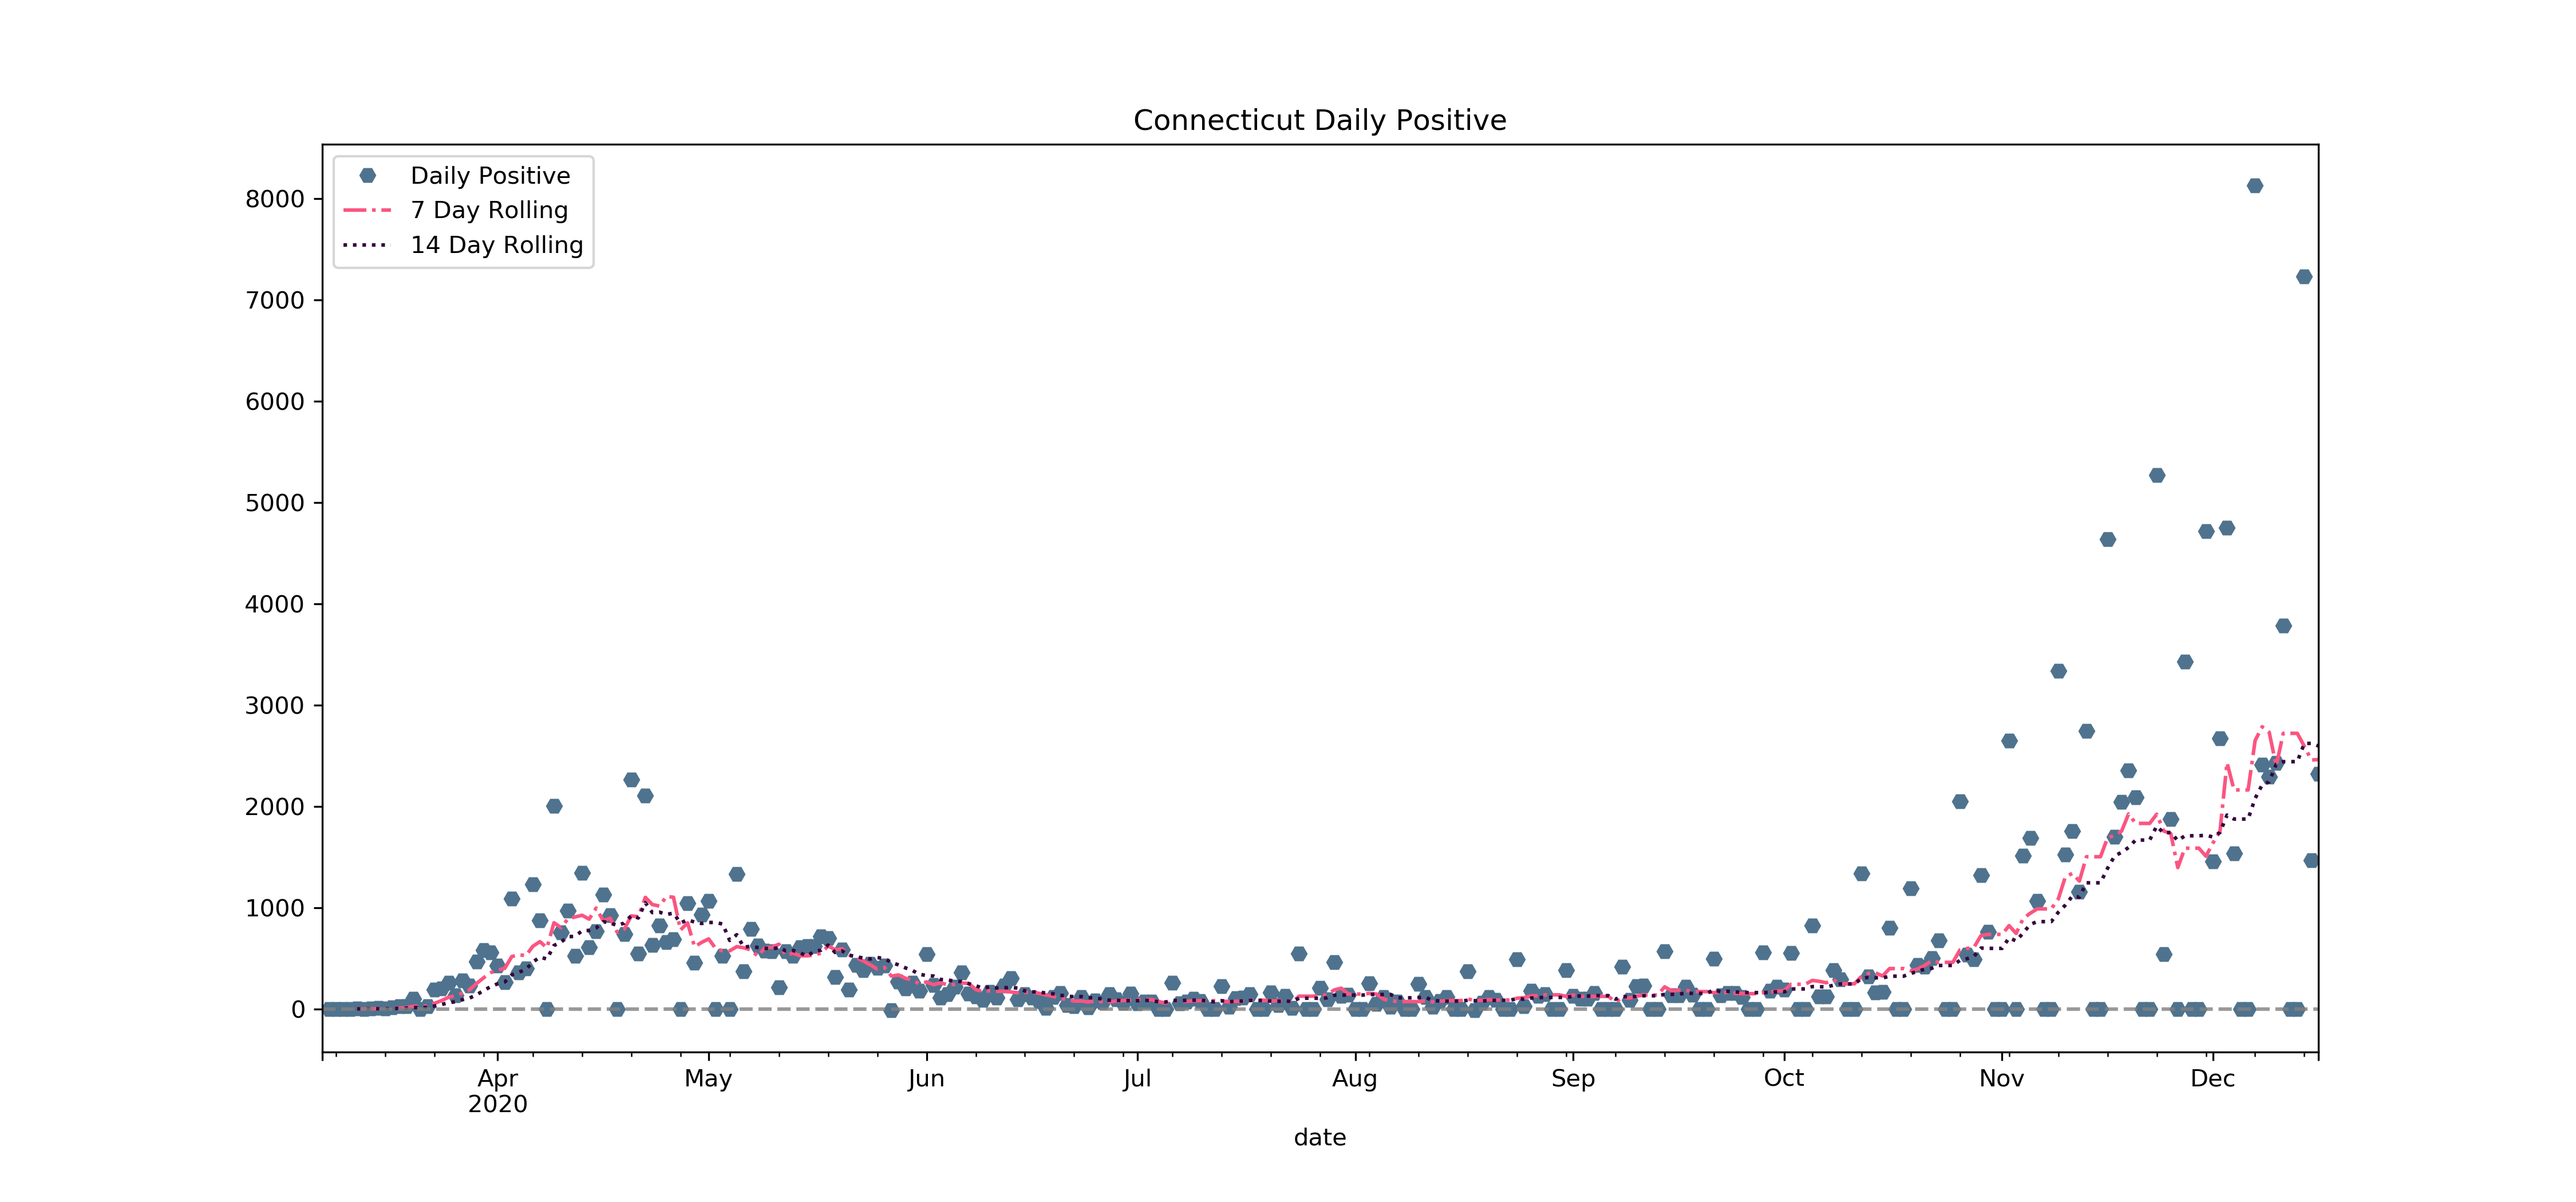 Connecticut Daily Positive
Daily Positive
7 Day Rolling
14 Day Rolling
8000
7000
6000
5000
4000
3000
2000
1000
0
Apr May Jun Jul Aug Sep Oct Nov Dec
2020
date